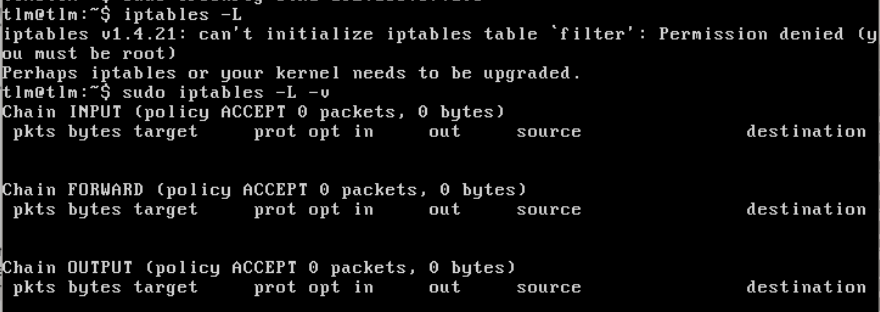 tlm@tlm:~$ iptables -L
iptables v1.4.21: can't initialize iptables table `filter': Permission denied (y
ou must be root)
Perhaps iptables or your kernel needs to be upgraded.
tlm@tlm:~$ sudo iptables -L -v
Chain INPUT (policy ACCEPT 0 packets, 0 bytes)
 pkts bytes target     prot opt in     out     source               destination
Chain FORWARD (policy ACCEPT 0 packets, 0 bytes)
 pkts bytes target     prot opt in     out     source               destination
Chain OUTPUT (policy ACCEPT 0 packets, 0 bytes)
 pkts bytes target     prot opt in     out     source               destination